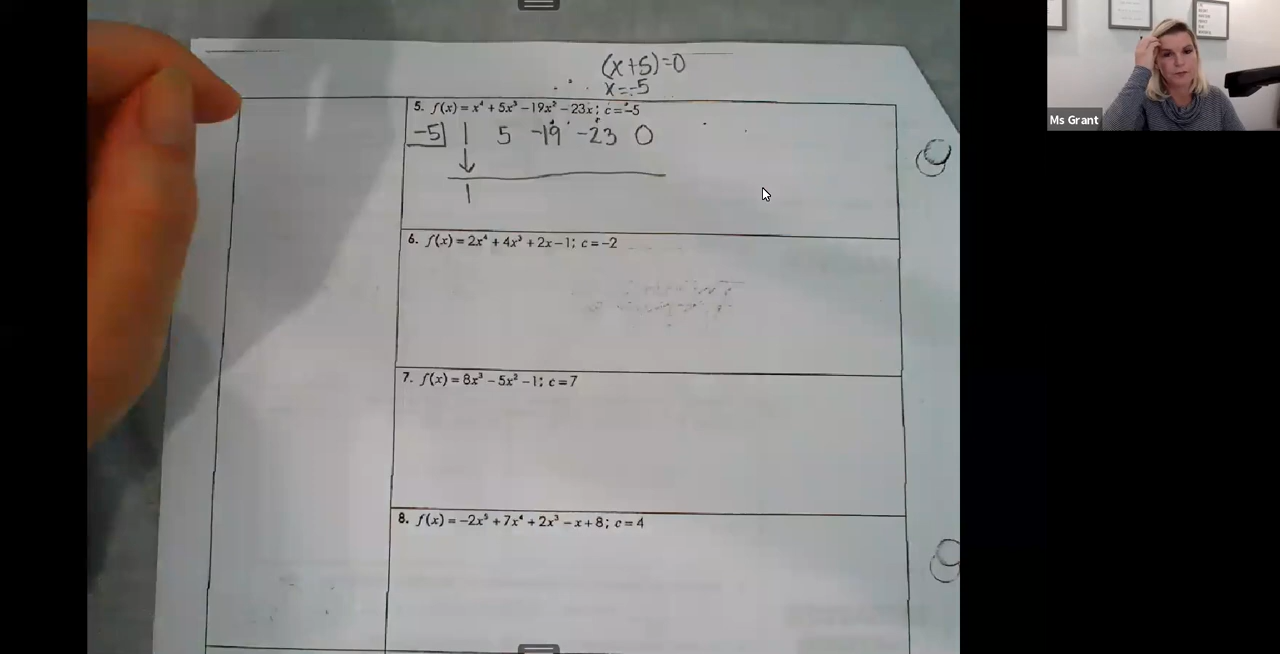 (x+5)=0
x=-5
5. f(x) = x⁴ + 5x³ − 19x² − 23x; c = −5
-5 1 5 -19 -23 0
1
6. f(x) = 2x⁴ + 4x³ + 2x − 1; c = −2
7. f(x) = 8x³ − 5x² − 1; c = 7
8. f(x) = −2x⁵ + 7x⁴ + 2x³ − x + 8; c = 4
Ms Grant